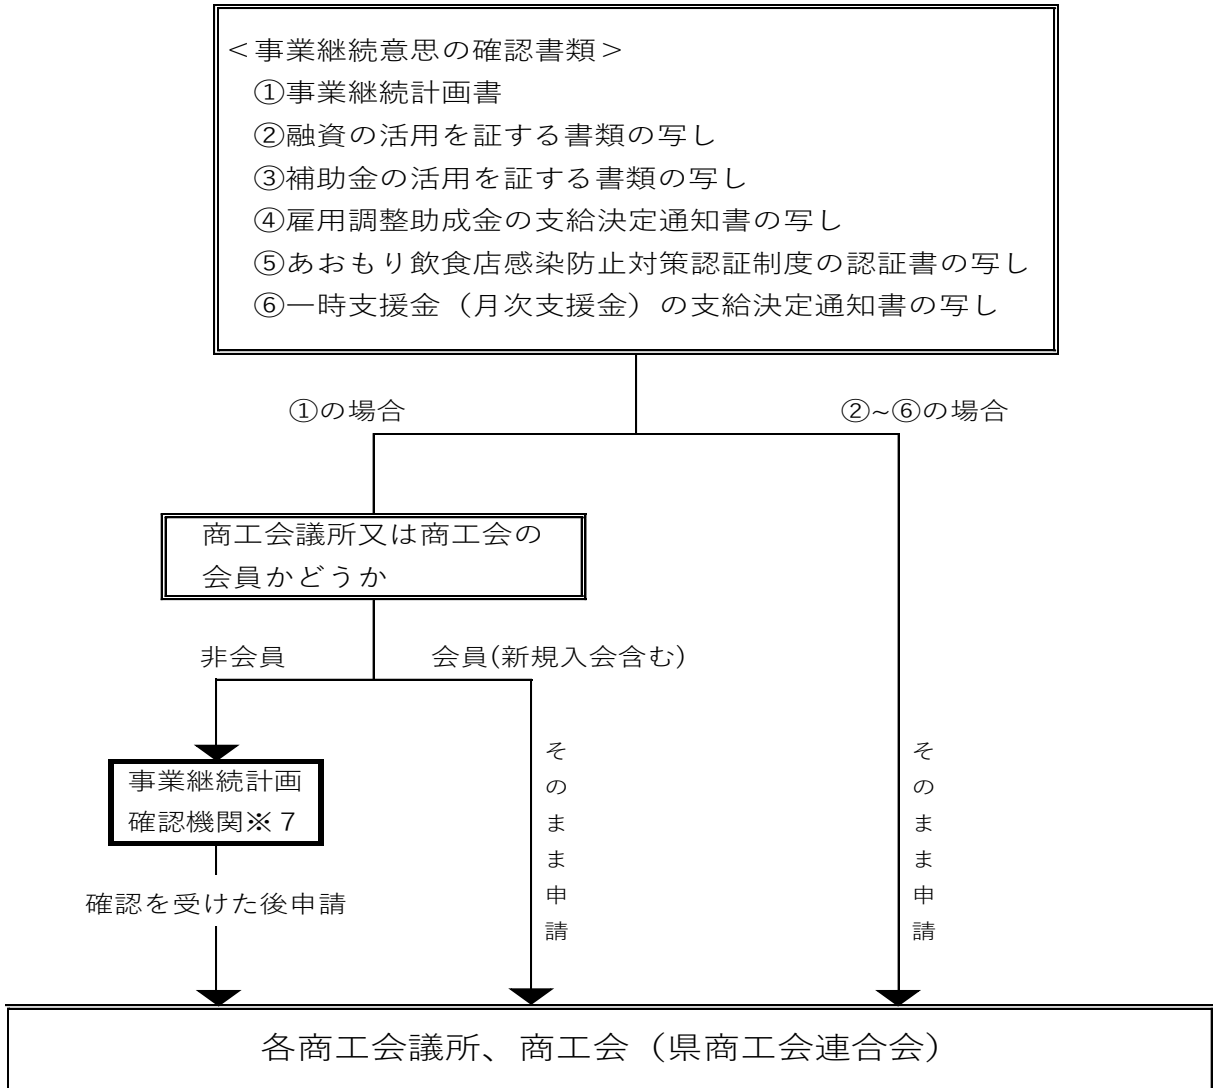 ＜事業継続意思の確認書類＞
①事業継続計画書
②融資の活用を証する書類の写し
③補助金の活用を証する書類の写し
④雇用調整助成金の支給決定通知書の写し
⑤あおもり飲食店感染防止対策認証制度の認証書の写し
⑥一時支援金（月次支援金）の支給決定通知書の写し
①の場合
②~⑥の場合
商工会議所又は商工会の
会員かどうか
非会員
会員(新規入会含む)
事業継続計画
確認機関※７
確認を受けた後申請
そのまま申請
そのまま申請
各商工会議所、商工会（県商工会連合会）